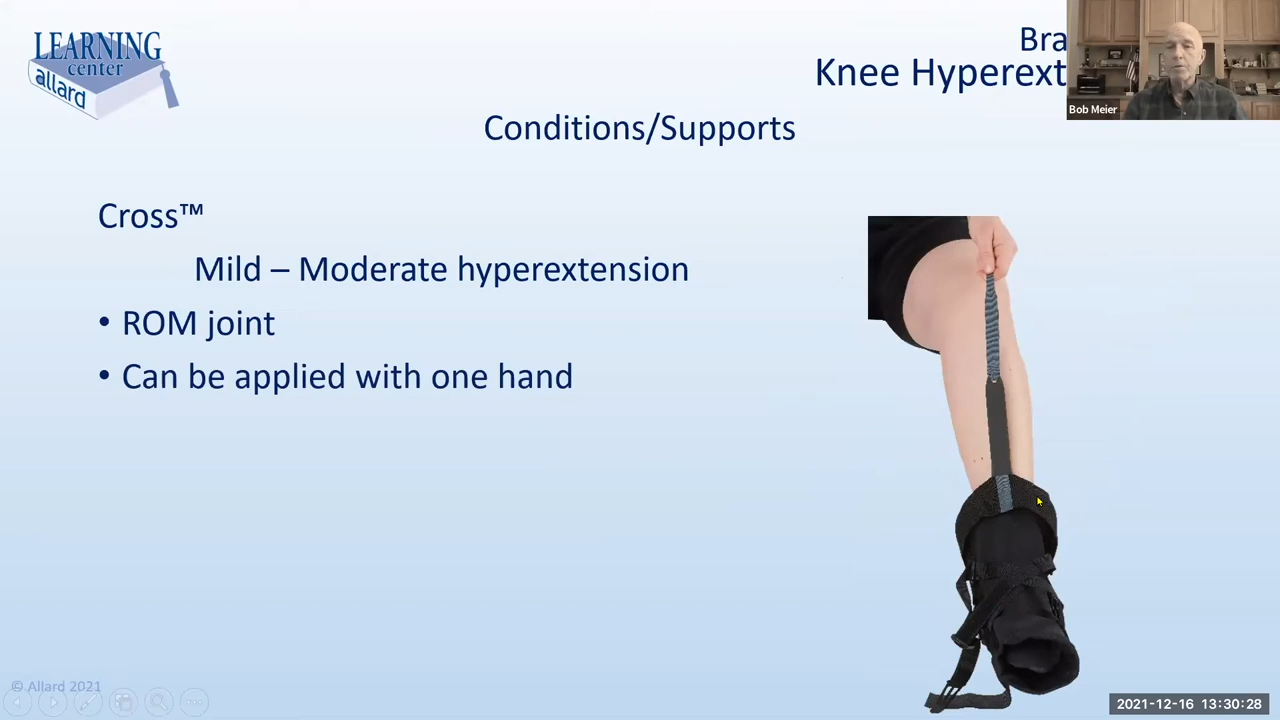 LEARNING
center
allard
Bra
Knee Hyperext
Bob Meier
Conditions/Supports
Cross™
Mild – Moderate hyperextension
• ROM joint
• Can be applied with one hand
© Allard 2021
2021-12-16 13:30:28